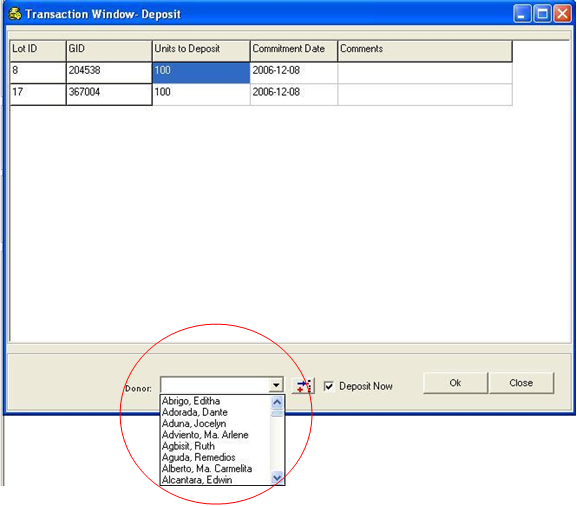 Transaction Window- Deposit
Lot ID GID Units to Deposit Commitment Date Comments
8 204538 100 2006-12-08
17 367004 100 2006-12-08
Donor: Deposit Now Ok Close
Abrigo, Editha
Adorada, Dante
Aduna, Jocelyn
Adviento, Ma. Arlene
Agbisit, Ruth
Aguda, Remedios
Alberto, Ma. Carmelita
Alcantara, Edwin